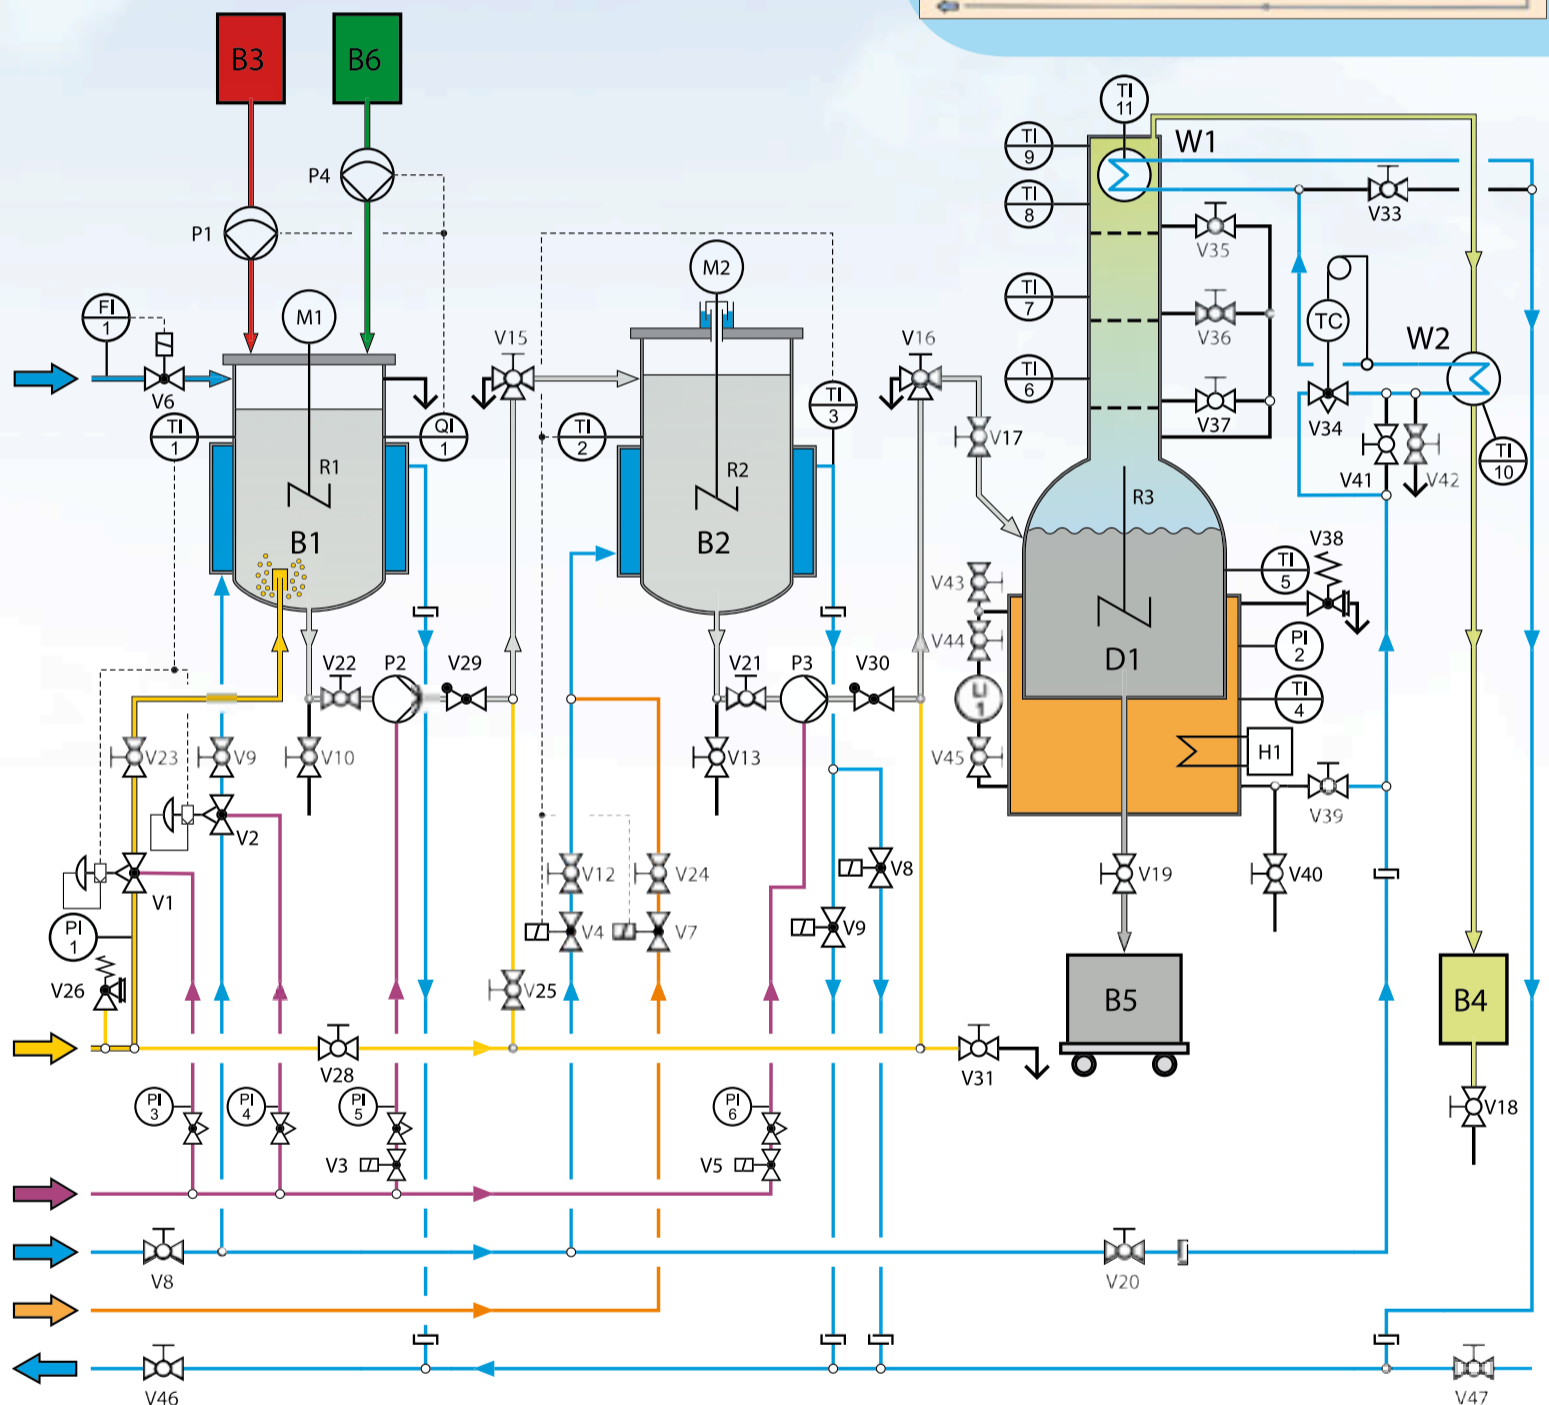 B3
B6
TI
11
W1
TI
9
P4
TI
8
P1
V33
V35
M2
FI
1
M1
TI
7
V36
TC
W2
V15
V16
V6
TI
6
V37
V34
TI
3
TI
1
QI
1
TI
2
V17
TI
10
R1
R2
R3
V41
V42
B1
B2
V38
V43
TI
5
V44
D1
PI
2
V22
P2
V29
V21
P3
V30
LI
1
TI
4
V23
V9
V10
V13
V45
H1
V2
V39
V12
V24
V8
V19
V40
V1
PI
1
V4
V7
V9
V26
V25
B5
B4
V28
V31
PI
3
PI
4
PI
5
PI
6
V18
V3
V5
V8
V20
V46
V47